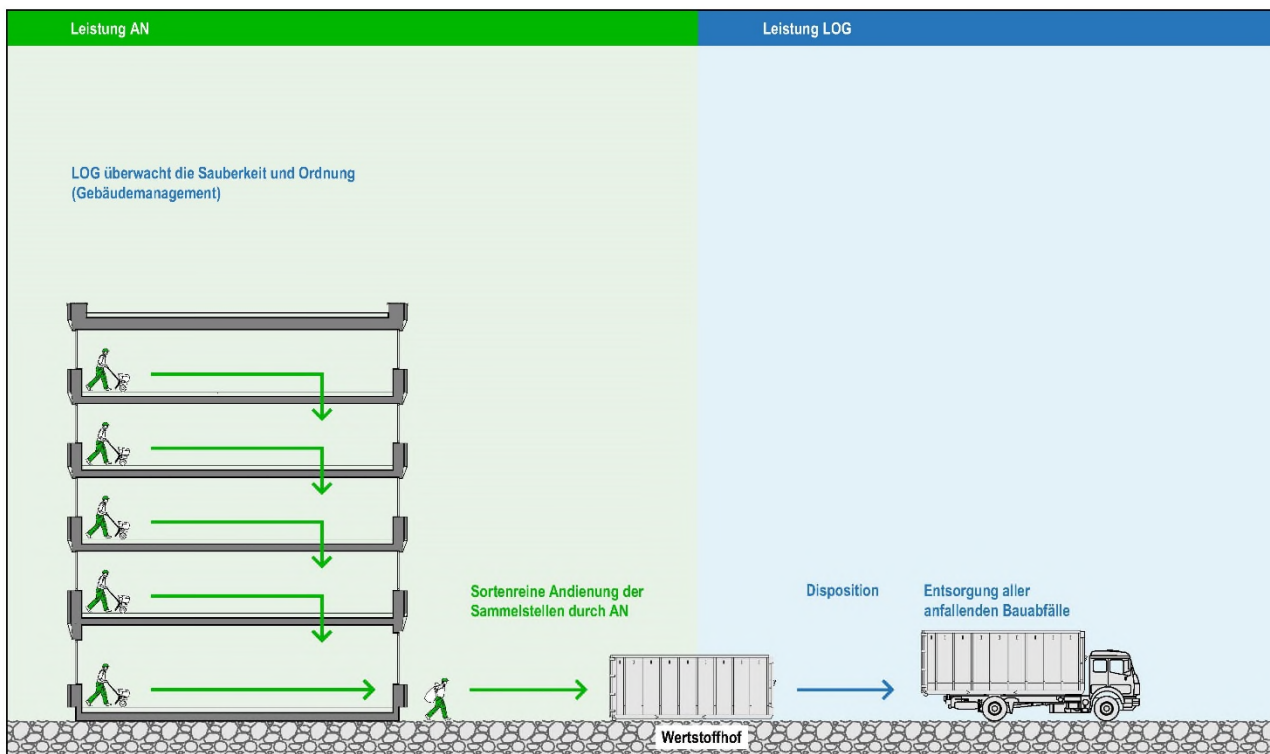 Leistung AN
Leistung LOG
LOG überwacht die Sauberkeit und Ordnung
(Gebäudemanagement)
Sortenreine Andienung der
Sammelstellen durch AN
Disposition
Entsorgung aller
anfallenden Bauabfälle
Wertstoffhof